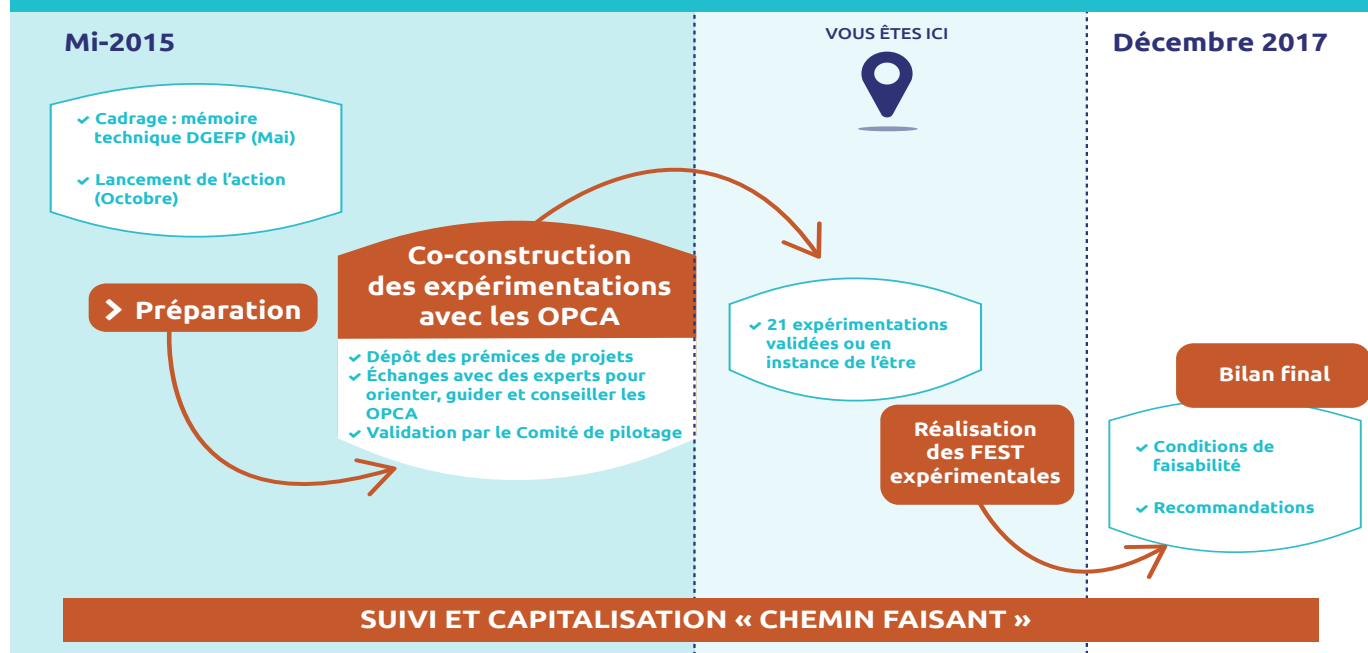 Mi-2015
VOUS ÊTES ICI
Décembre 2017
✓ Cadrage : mémoire
technique DGEFP (Mai)
✓ Lancement de l’action
(Octobre)
> Préparation
Co-construction
des expérimentations
avec les OPCA
✓ Dépôt des prémices de projets
✓ Échanges avec des experts pour
orienter, guider et conseiller les
OPCA
✓ Validation par le Comité de pilotage
✓ 21 expérimentations
validées ou en
instance de l’être
Réalisation
des FEST
expérimentales
Bilan final
✓ Conditions de
faisabilité
✓ Recommandations
SUIVI ET CAPITALISATION « CHEMIN FAISANT »